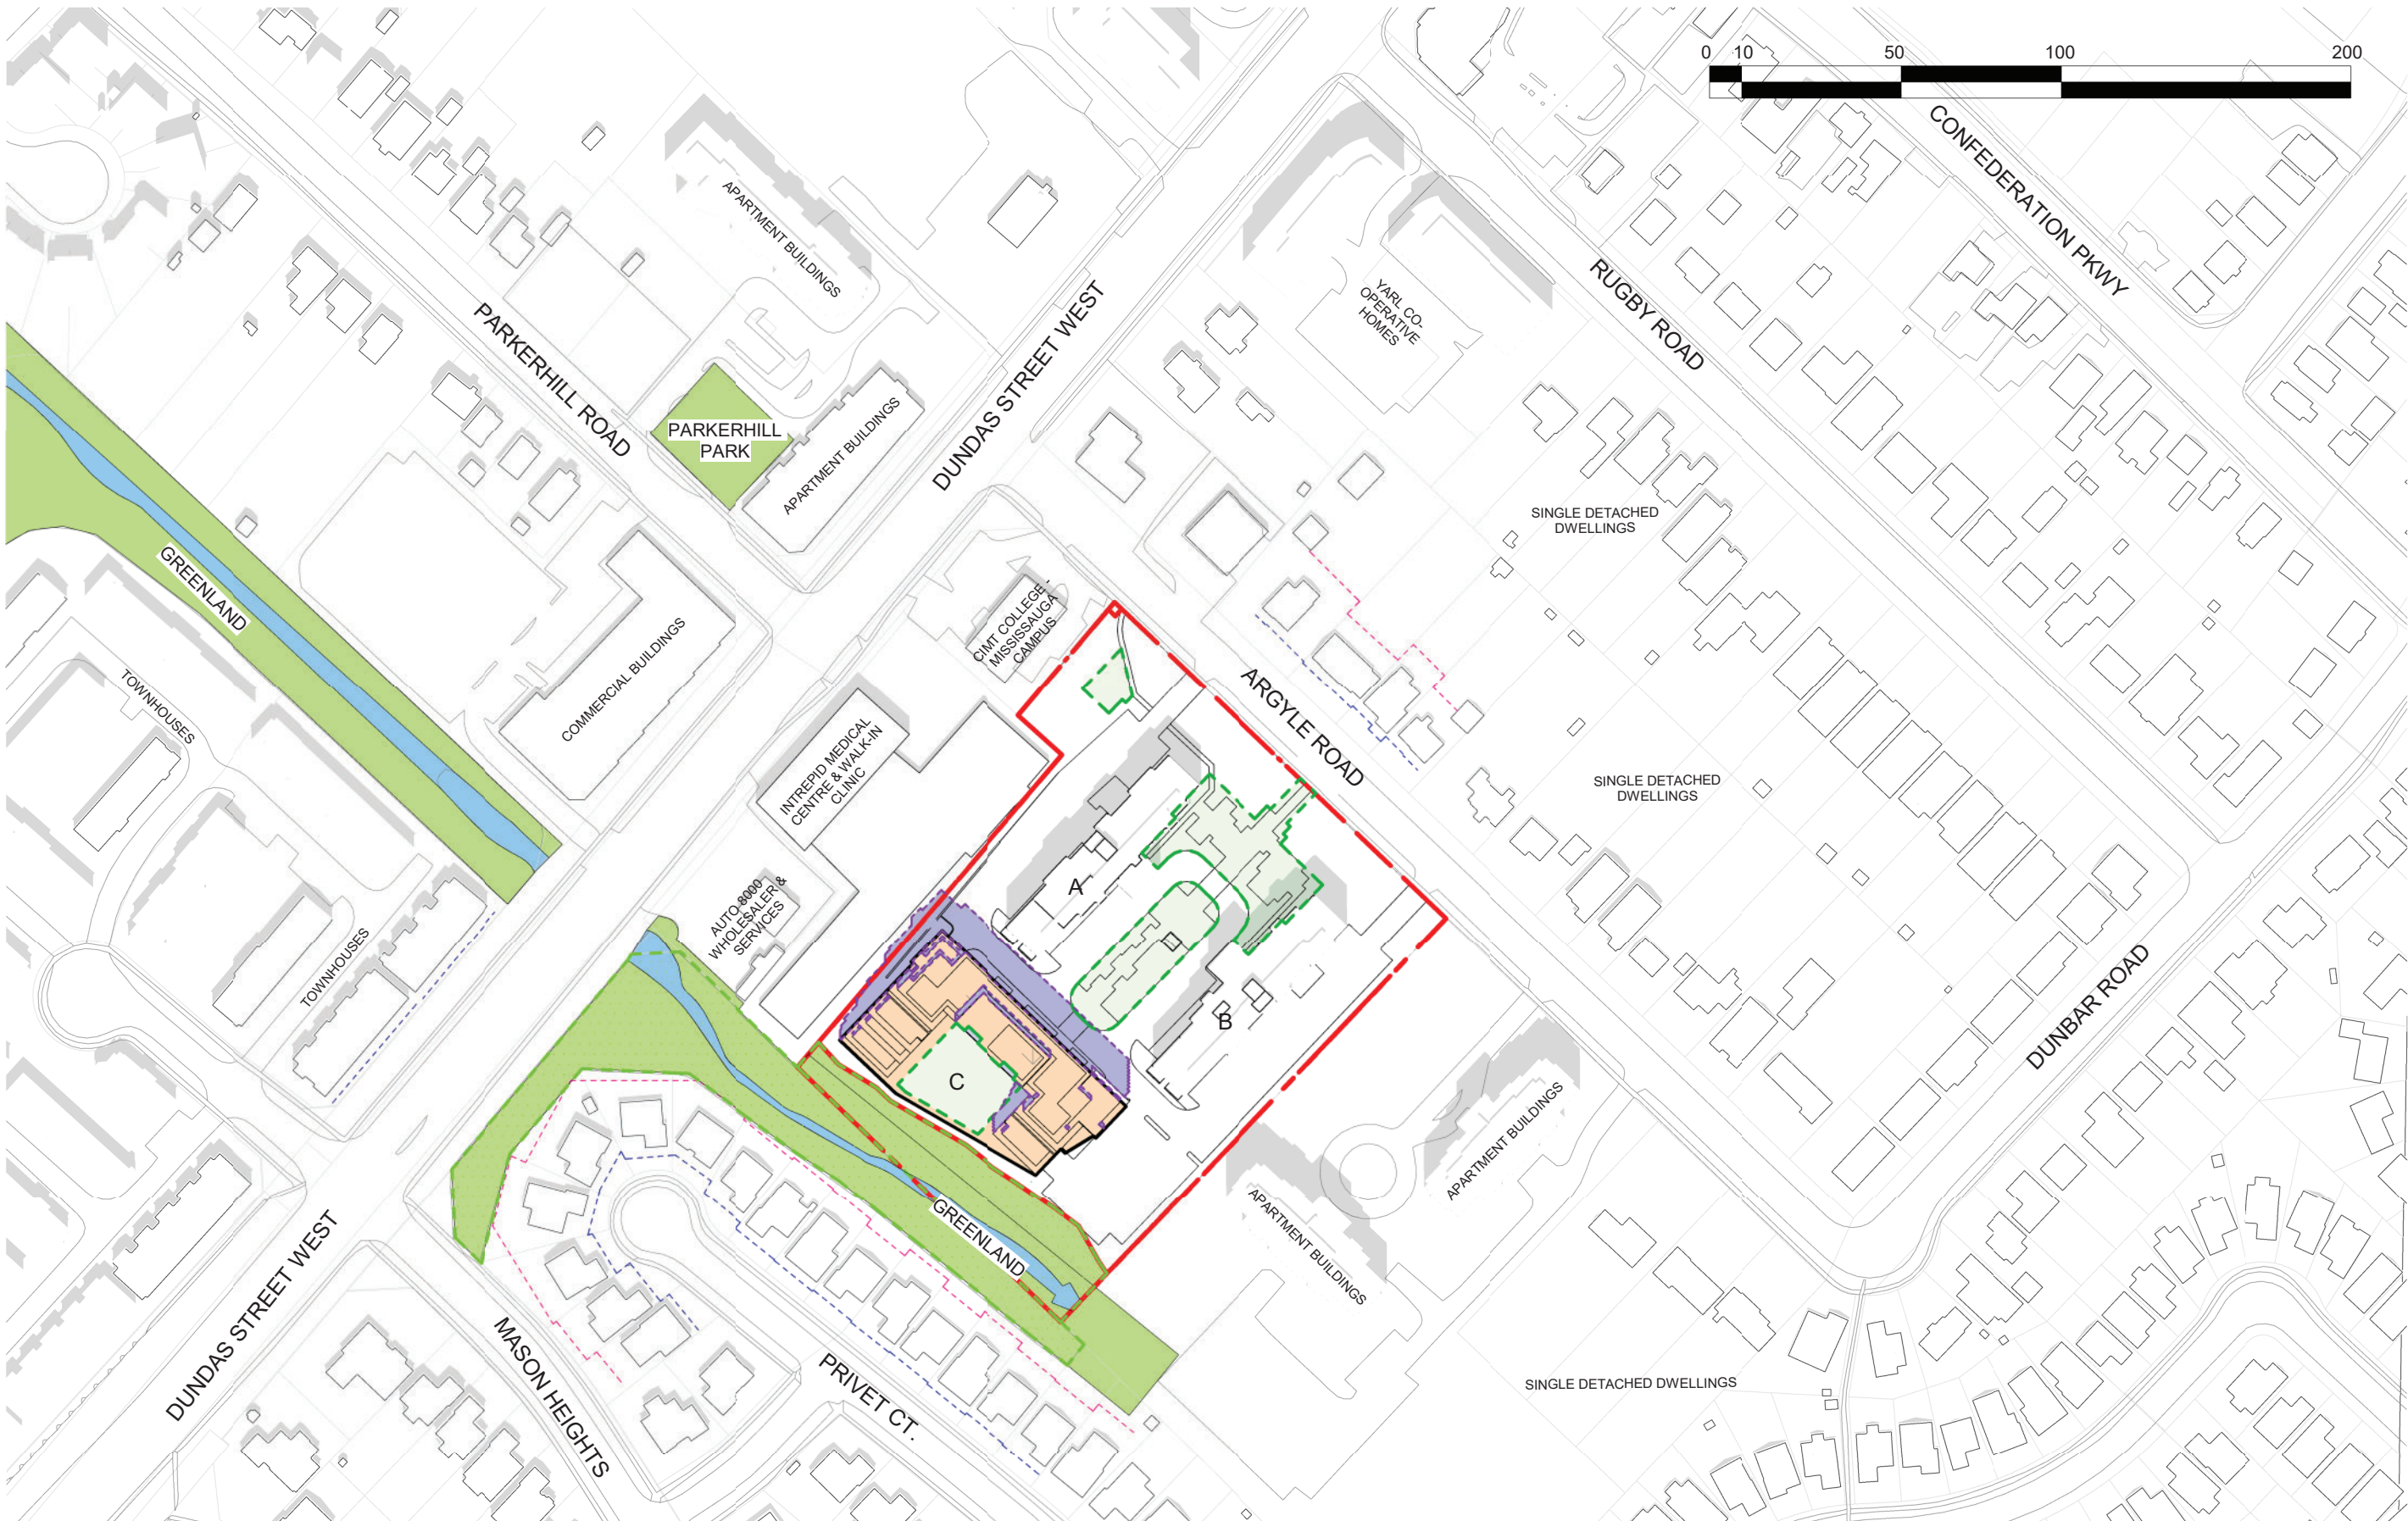 0 10 50 100 200
CONFEDERATION PKWY
APARTMENT BUILDINGS
YARL CO-
OPERATIVE
HOMES
RUGBY ROAD
PARKERHILL ROAD
DUNDAS STREET WEST
PARKERHILL
PARK
APARTMENT BUILDINGS
SINGLE DETACHED
DWELLINGS
GREENLAND
CIMT COLLEGE -
MISSISSAUGA
CAMPUS
COMMERCIAL BUILDINGS
TOWNHOUSES
ARGYLE ROAD
INTREPID MEDICAL
CENTRE & WALK-IN
CLINIC
SINGLE DETACHED
DWELLINGS
A
AUTO 8000
WHOLESALER &
SERVICES
TOWNHOUSES
B
DUNBAR ROAD
C
APARTMENT BUILDINGS
GREENLAND
APARTMENT BUILDINGS
DUNDAS STREET WEST
MASON HEIGHTS
PRIVET CT.
SINGLE DETACHED DWELLINGS